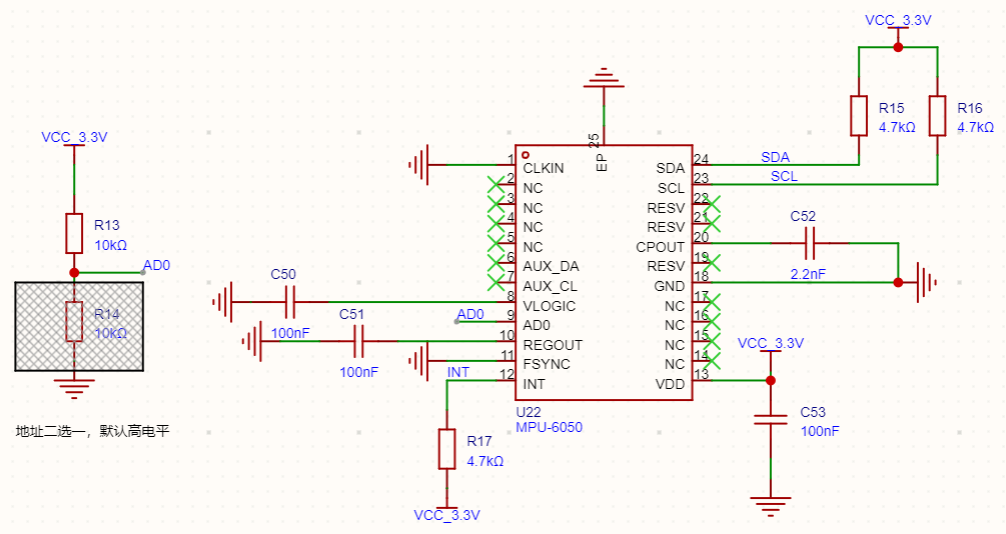 VCC_3.3V
R15
4.7kΩ
R16
4.7kΩ
VCC_3.3V
R13
10kΩ
AD0
R14
10kΩ
地址二选一，默认高电平
EP 25
1 CLKIN
2 NC
3 NC
4 NC
5 NC
6 AUX_DA
7 AUX_CL
8 VLOGIC
9 AD0
10 REGOUT
11 FSYNC
12 INT
SDA 24
SCL 23
RESV 22
RESV 21
CPOUT 20
RESV 19
GND 18
NC 17
NC 16
NC 15
NC 14
VDD 13
U22
MPU-6050
SDA
SCL
C52
2.2nF
C50
100nF
C51
100nF
AD0
INT
R17
4.7kΩ
VCC_3.3V
VCC_3.3V
C53
100nF